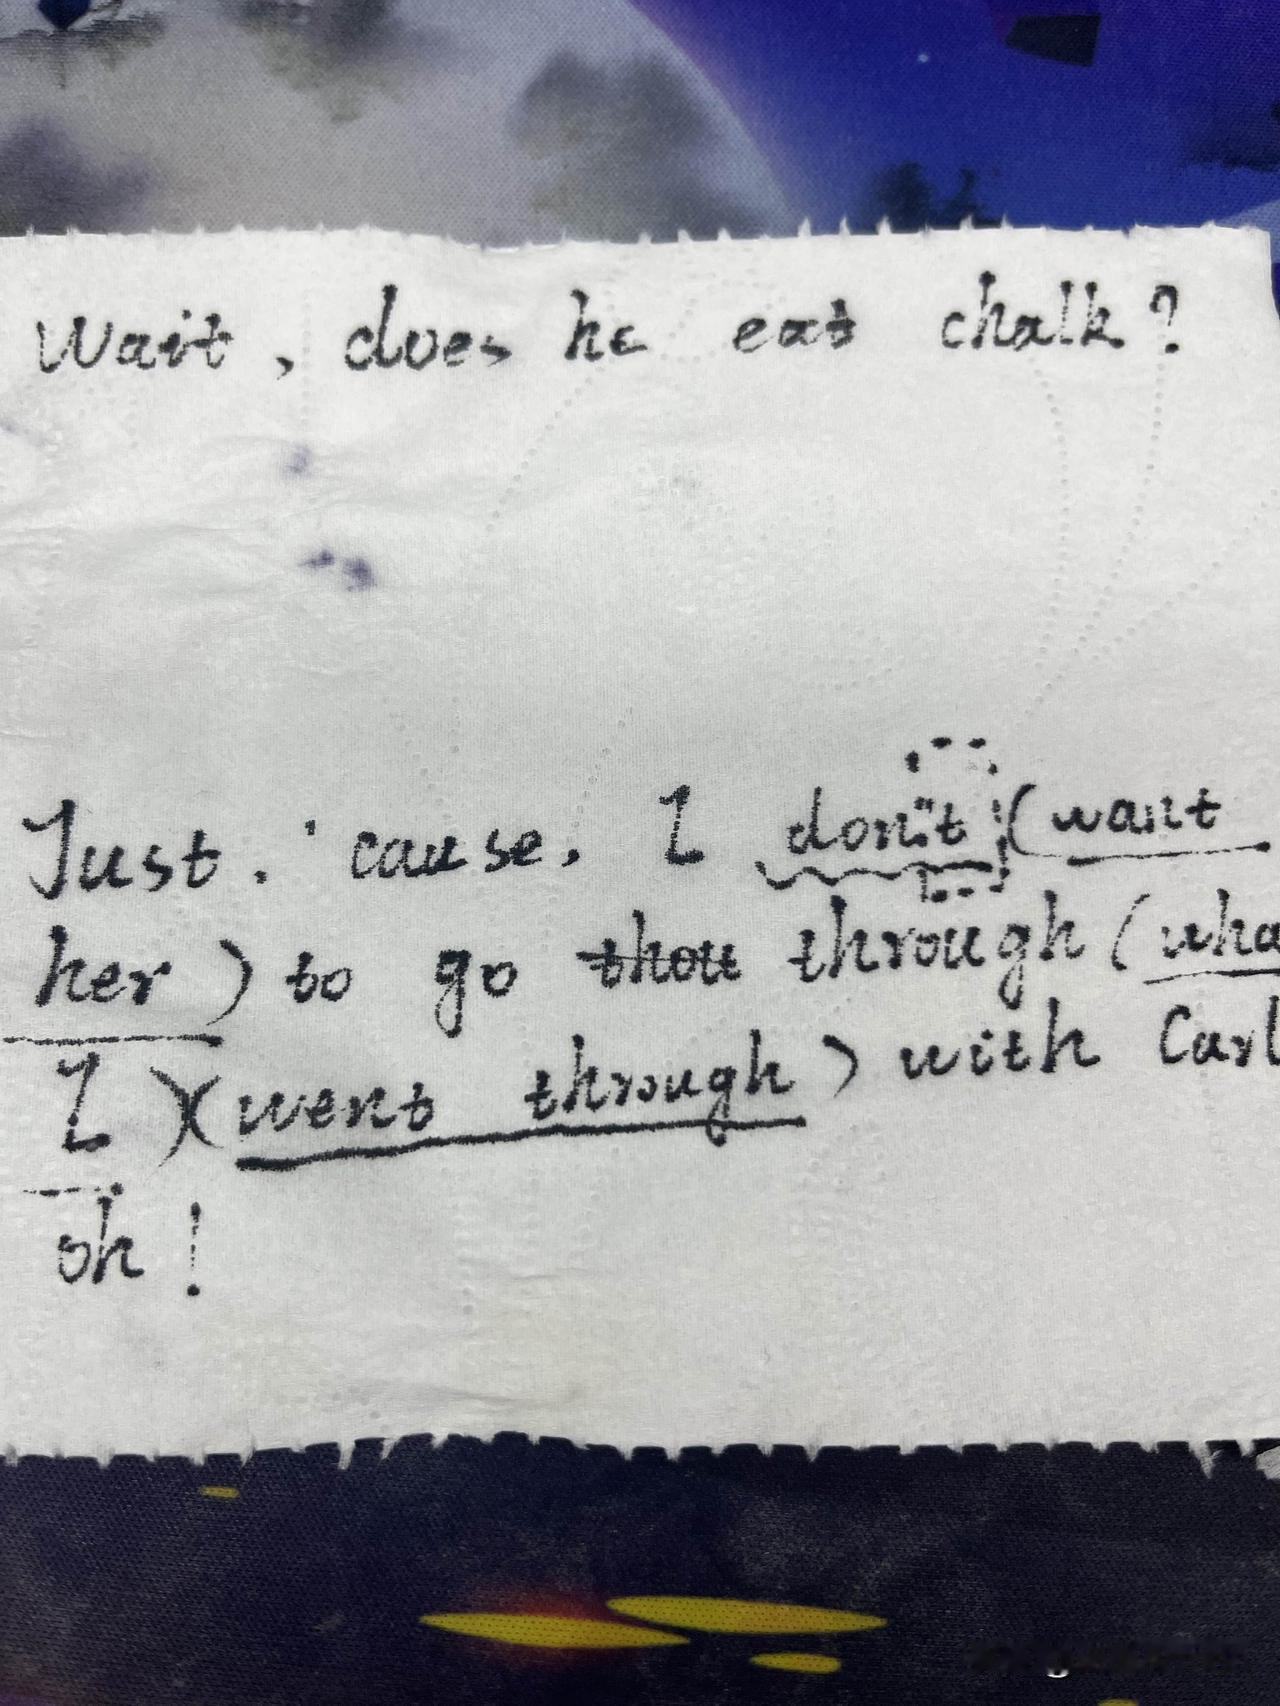 Wait, does he eat chalk?
Just. 'cause. I don't (want
her) to go thou through (wha
I)(went through) with Carl
oh!